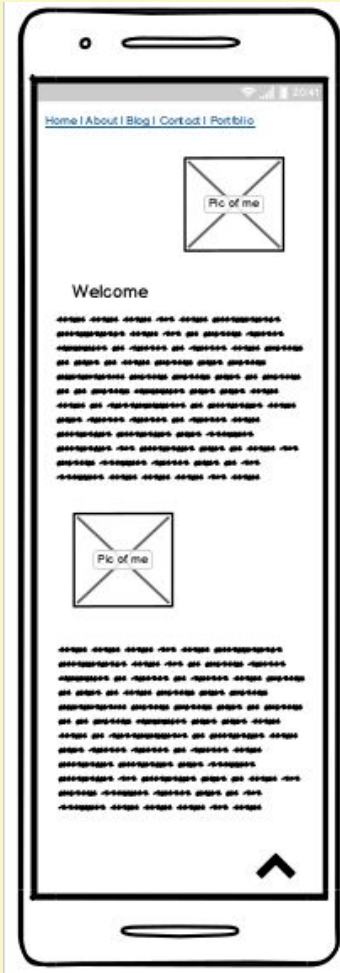 20:41
Home | About | Blog | Contact | Portfolio
Pic of me
Welcome
Pic of me